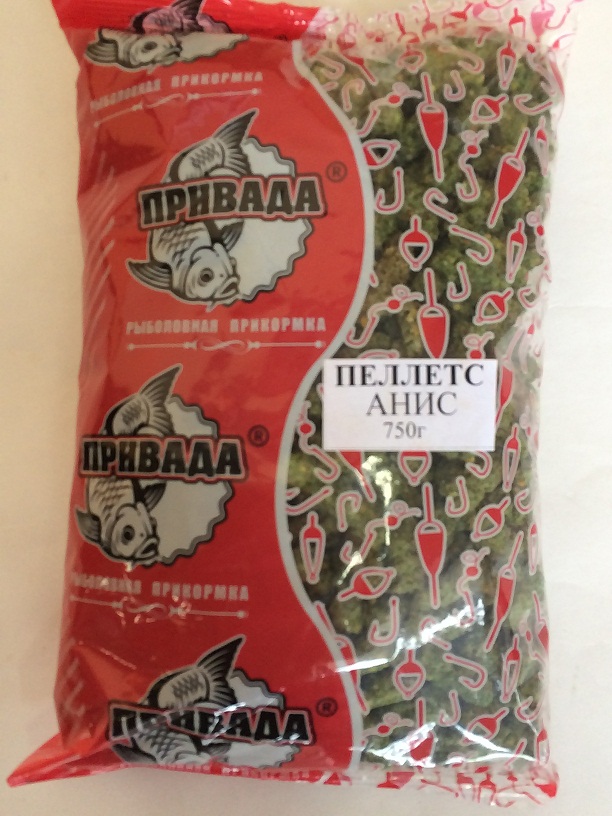 РЫБОЛОВНАЯ ПРИКОРМКА
ПРИВАДА®
РЫБОЛОВНАЯ ПРИКОРМКА
ПЕЛЛЕТС
АНИС
750г
ПРИВАДА®
РЫБОЛОВНАЯ ПРИКОРМКА
ПРИВАДА®